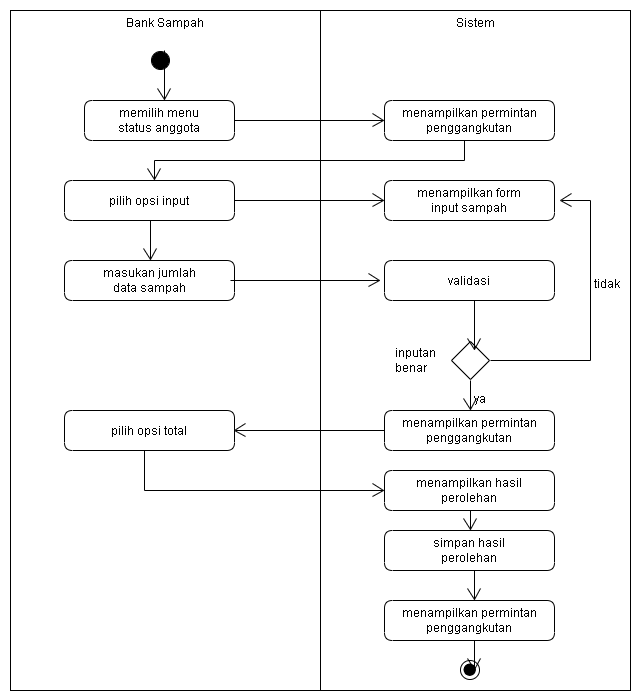 Bank Sampah
Sistem
memilih menu
status anggota
menampilkan permintan
penggangkutan
pilih opsi input
menampilkan form
input sampah
masukan jumlah
data sampah
validasi
tidak
inputan
benar
ya
pilih opsi total
menampilkan permintan
penggangkutan
menampilkan hasil
perolehan
simpan hasil
perolehan
menampilkan permintan
penggangkutan